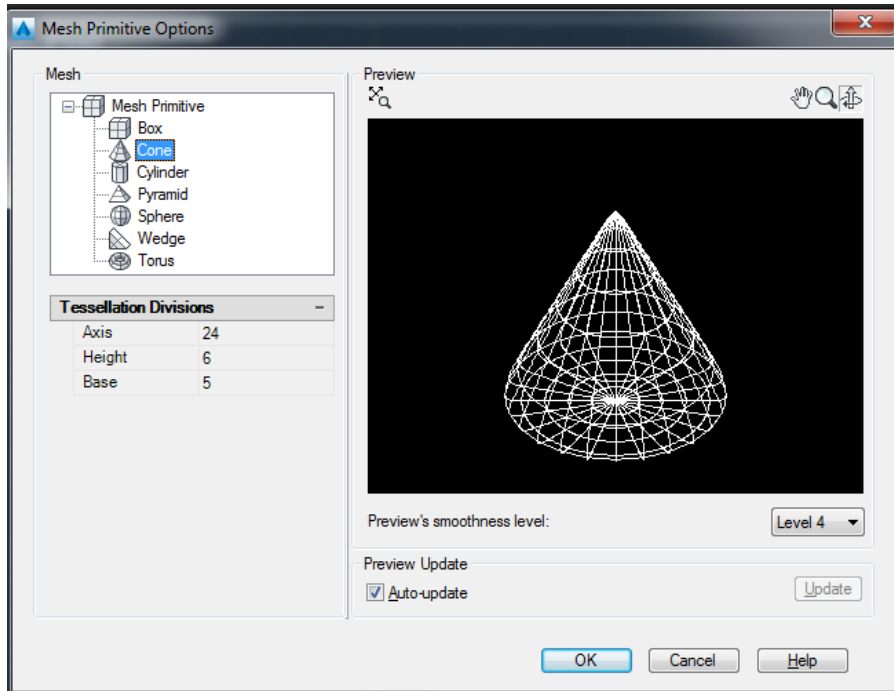 Mesh Primitive Options
Mesh
Mesh Primitive
Box
Cone
Cylinder
Pyramid
Sphere
Wedge
Torus
Tessellation Divisions
Axis 24
Height 6
Base 5
Preview
Preview's smoothness level: Level 4
Preview Update
Auto-update Update
OK Cancel Help